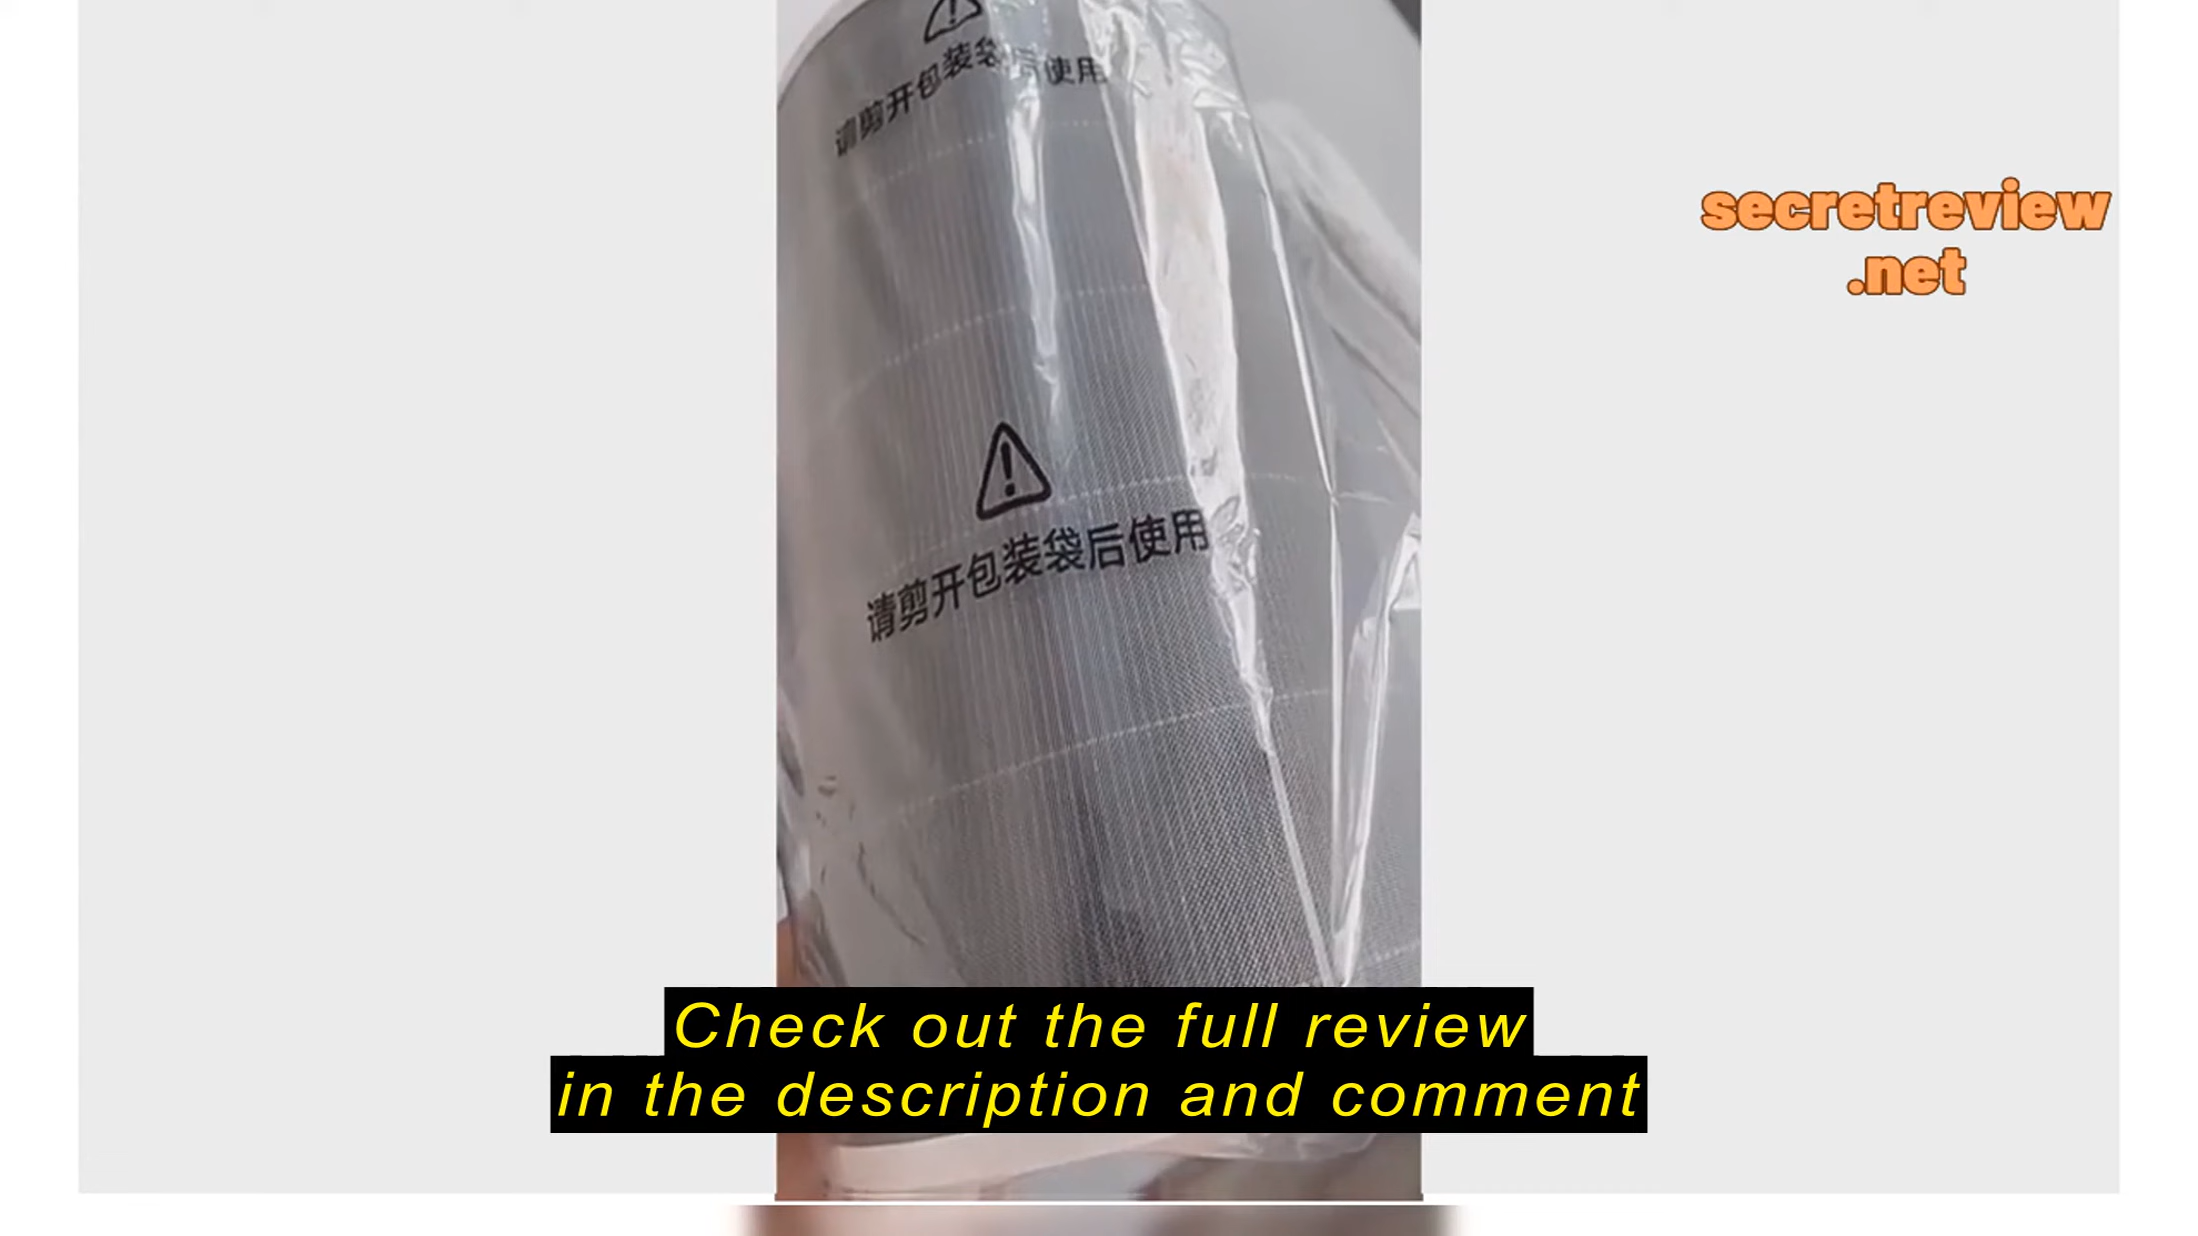 请剪开包装袋后使用
secretreview
.net
请剪开包装袋后使用
Check out the full review
in the description and comment